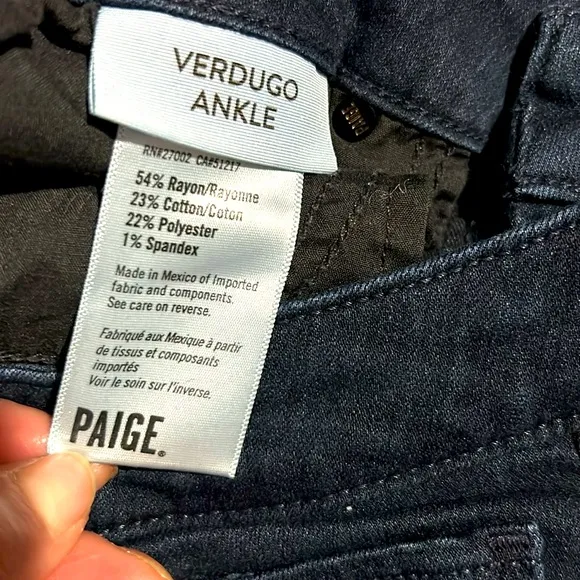 VERDUGO
ANKLE
RN#27002 CA#51217
54% Rayon/Rayonne
23% Cotton/Coton
22% Polyester
1% Spandex
Made in Mexico of Imported
fabric and components.
See care on reverse.
Fabriqué aux Mexique à partir
de tissus et composants
importés
Voir le soin sur l'inverse.
PAIGE.